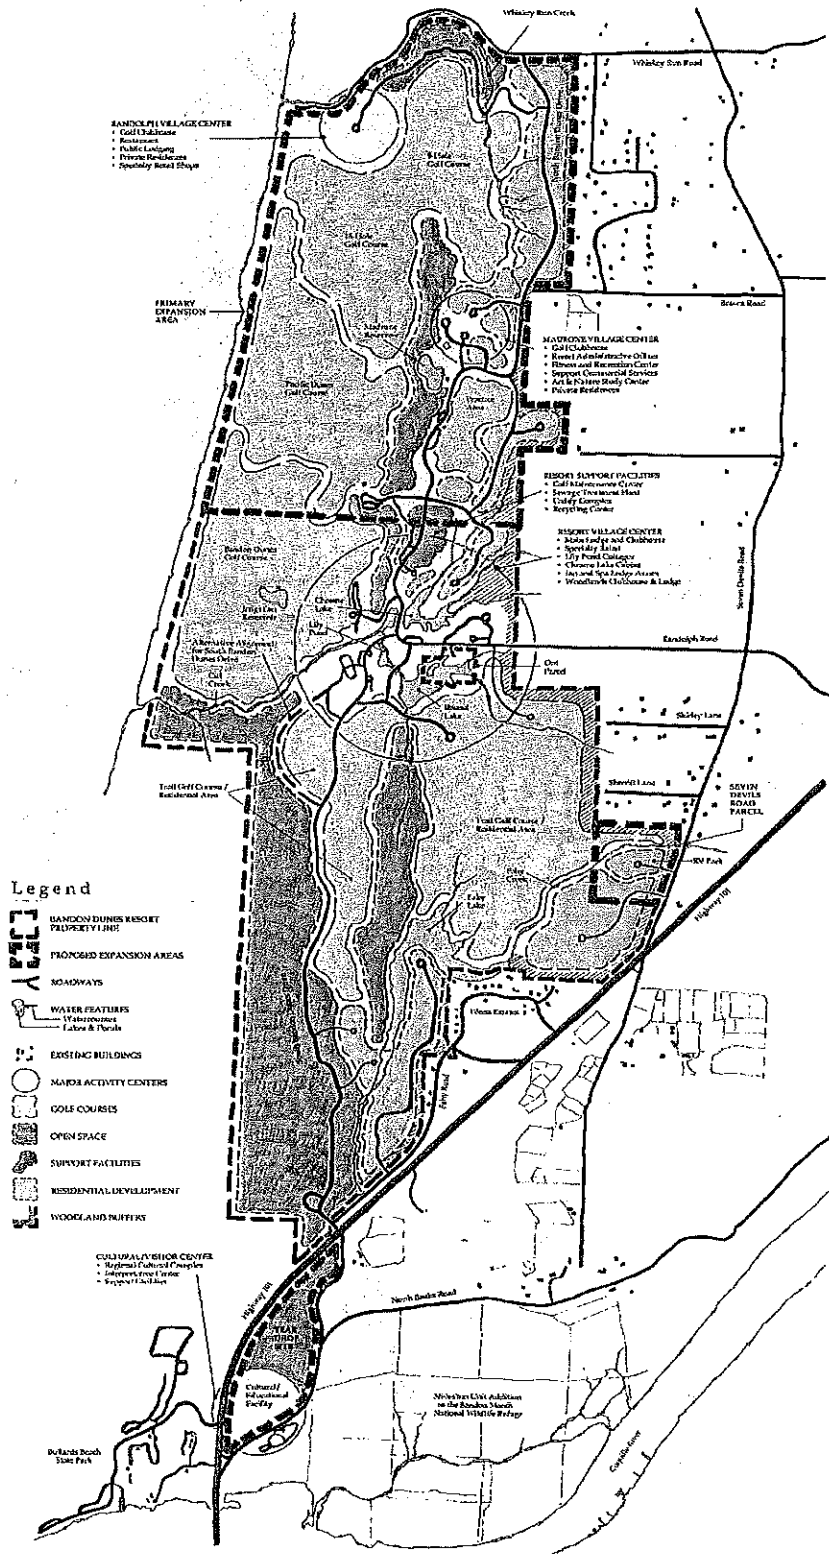 Whiskey Run Creek
Whiskey Run Road
RANDOLPH VILLAGE CENTER
• Golf Clubhouse
• Restaurant
• Public Lodging
• Private Residences
• Specialty Retail Shops
Golf Course
18-Hole
Golf Course
PRIMARY
EXPANSION
AREA
Madrone
Reservoir
MADRONE VILLAGE CENTER
• Golf Clubhouse
• Resort Administrative Offices
• Fitness and Recreation Center
• Support Commercial Services
• Art & Nature Study Center
• Private Residences
Pacific Dunes
Golf Course
Practice
Area
RESORT SUPPORT FACILITIES
• Golf Maintenance Center
• Sewage Treatment Plant
• Utility Complex
• Recycling Center
RESORT VILLAGE CENTER
• Main Lodge and Clubhouse
• Specialty Retail
• Lily Pond Cottages
• Chrome Lake Cabins
• Inn and Spa Lodge Annex
• Woodlands Clubhouse & Lodge
Seven Devils Road
Bandon Dunes
Golf Course
Irrigation
Reservoir
Chrome
Lake
Lily
Pond
Randolph Road
Alternative Alignment
for South Bandon
Dunes Drive
Cut
Creek
Out
Parcel
Round
Lake
Shirley Lane
Trail Golf Course /
Residential Area
Sherrill Lane
SEVEN
DEVILS
ROAD
PARCEL
Trail Golf Course /
Residential Area
RV Park
Fahy
Creek
Fahy
Lake
Highway 101
Legend
BANDON DUNES RESORT
PROPERTY LINE
PROPOSED EXPANSION AREAS
ROADWAYS
WATER FEATURES
Watercourses
Lakes & Ponds
EXISTING BUILDINGS
MAJOR ACTIVITY CENTERS
GOLF COURSES
OPEN SPACE
SUPPORT FACILITIES
RESIDENTIAL DEVELOPMENT
WOODLAND BUFFERS
Fahy Road
CULTURAL/VISITOR CENTER
• Regional Cultural Complex
• Interpretive Center
• Support Facilities
Highway 101
North Banks Road
Cultural/
Educational
Facility
Ni-les'tun Unit Addition
to the Bandon Marsh
National Wildlife Refuge
Coquille River
Bullards Beach
State Park